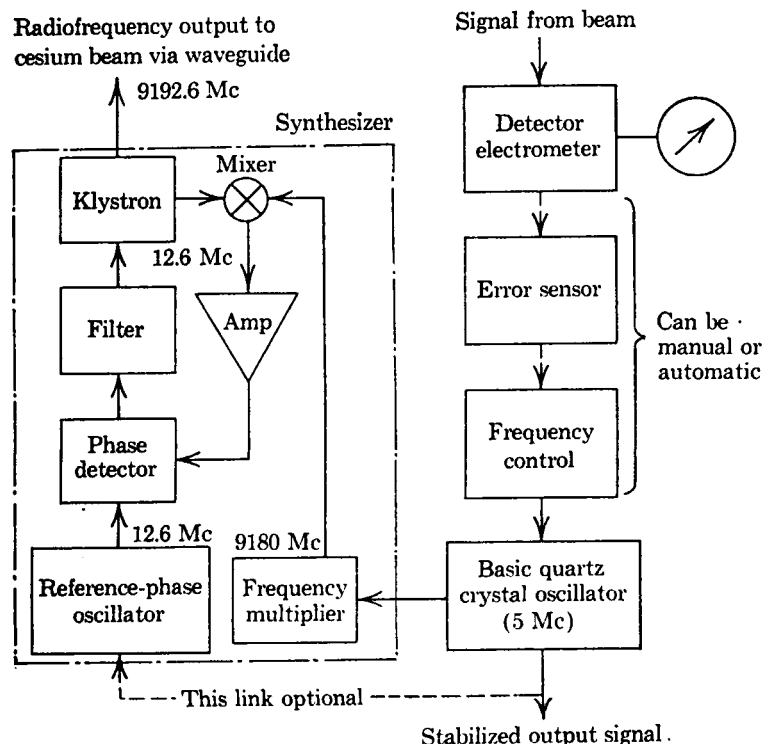 Radiofrequency output to
cesium beam via waveguide
9192.6 Mc
Synthesizer
Klystron
Mixer
12.6 Mc
Filter
Amp
Phase
detector
12.6 Mc
9180 Mc
Reference-phase
oscillator
Frequency
multiplier
This link optional
Signal from beam
Detector
electrometer
Error sensor
Can be
manual or
automatic
Frequency
control
Basic quartz
crystal oscillator
(5 Mc)
Stabilized output signal.